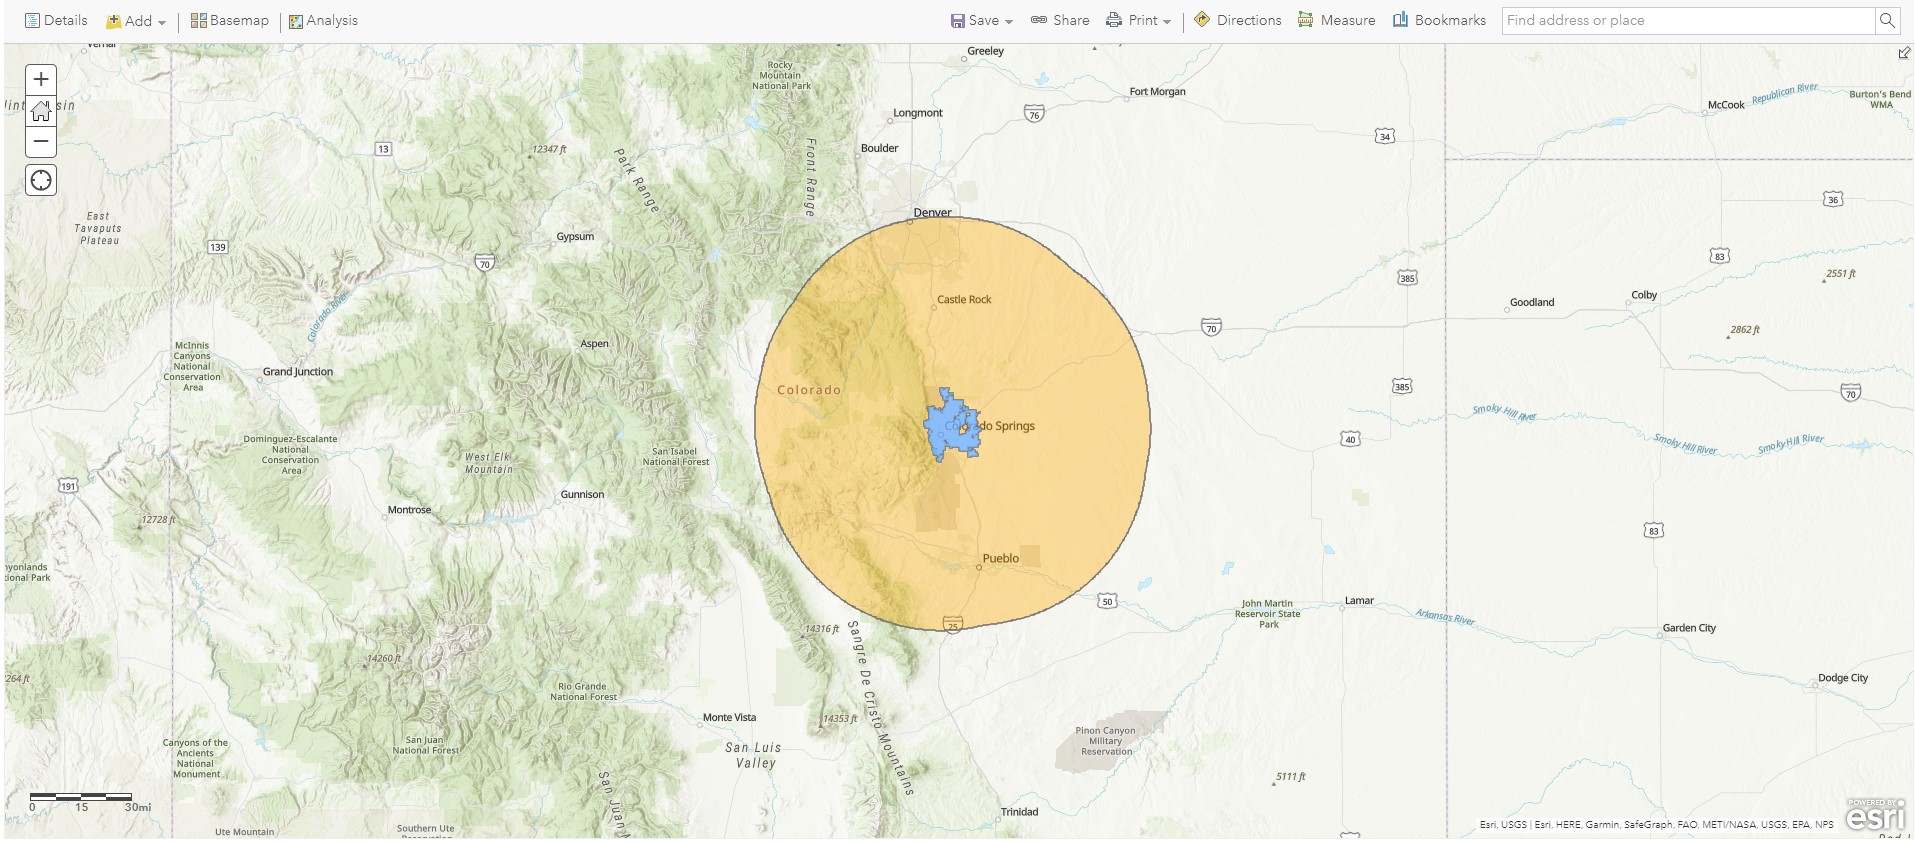 Details
Add
Basemap
Analysis
Save
Share
Print
Directions
Measure
Bookmarks
Find address or place
Vernal
Greeley
Rocky
Mountain
National Park
Fort Morgan
Republican River
Burton's Bend
WMA
McCook
Longmont
76
34
13
12347 ft
Boulder
Park Range
Front Range
36
East
Tavaputs
Plateau
Denver
Gypsum
139
70
83
385
2551 ft
Castle Rock
Goodland
Colby
Colorado River
70
2862 ft
McInnis
Canyons
National
Conservation
Area
Aspen
Grand Junction
Colorado
385
70
Smoky Hill River
Colorado Springs
40
Smoky Hill River
Smoky Hill River
Dominguez-Escalante
National
Conservation
Area
West Elk
Mountain
San Isabel
National Forest
191
Gunnison
Montrose
12728 ft
83
Pueblo
50
John Martin
Reservoir State
Park
Lamar
Arkansas River
Garden City
25
14316 ft
14260 ft
Sangre De Cristo Mountains
Dodge City
Rio Grande
National Forest
Monte Vista
14353 ft
San Luis
Valley
Canyons of the
Ancients
National
Monument
San Juan
National Forest
Pinon Canyon
Military
Reservation
5111 ft
0 15 30mi
Trinidad
Ute Mountain
Southern Ute
Esri, USGS | Esri, HERE, Garmin, SafeGraph, FAO, METI/NASA, USGS, EPA, NPS
POWERED BY
esri